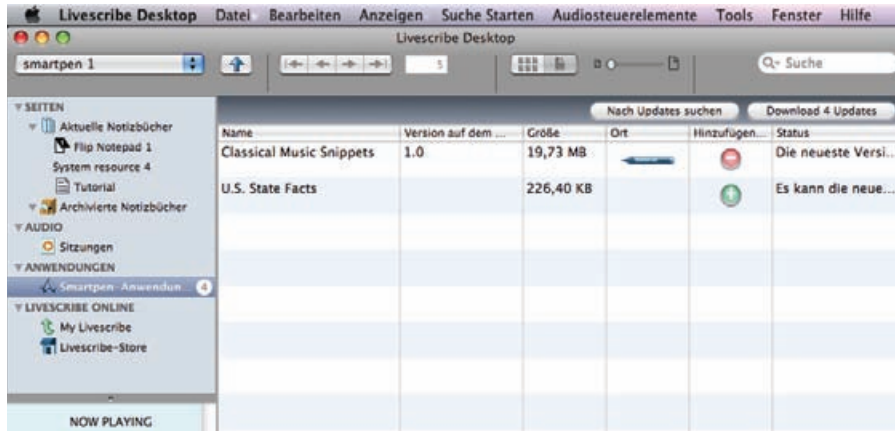 Livescribe Desktop Datei Bearbeiten Anzeigen Suche Starten Audiosteuerelemente Tools Fenster Hilfe
Livescribe Desktop
smartpen 1 5 Suche
Nach Updates suchen Download 4 Updates
SEITEN
Aktuelle Notizbücher
Flip Notepad 1
System resource 4
Tutorial
Archivierte Notizbücher
AUDIO
Sitzungen
ANWENDUNGEN
Smartpen-Anwendun... 4
LIVESCRIBE ONLINE
My Livescribe
Livescribe-Store
NOW PLAYING
Name Version auf dem ... Größe Ort Hinzufügen... Status
Classical Music Snippets 1.0 19,73 MB Die neueste Versi...
U.S. State Facts 226,40 KB Es kann die neue...